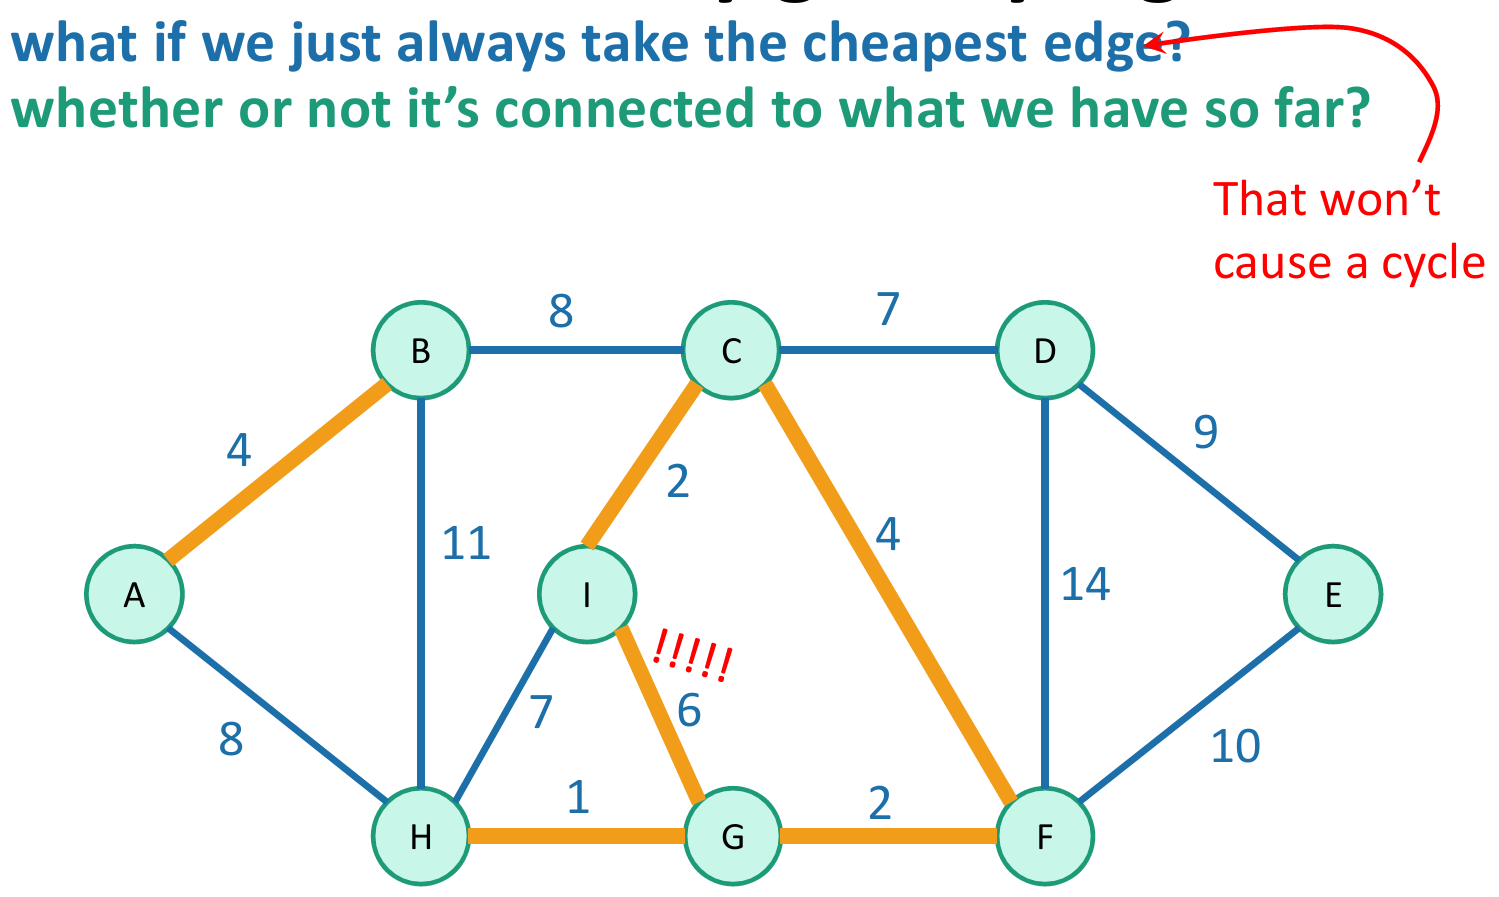 what if we just always take the cheapest edge?
whether or not it’s connected to what we have so far?
That won’t
cause a cycle
8
7
B
C
D
9
4
2
11
4
14
A
I
E
!!!!!
7
6
8
10
1
2
H
G
F